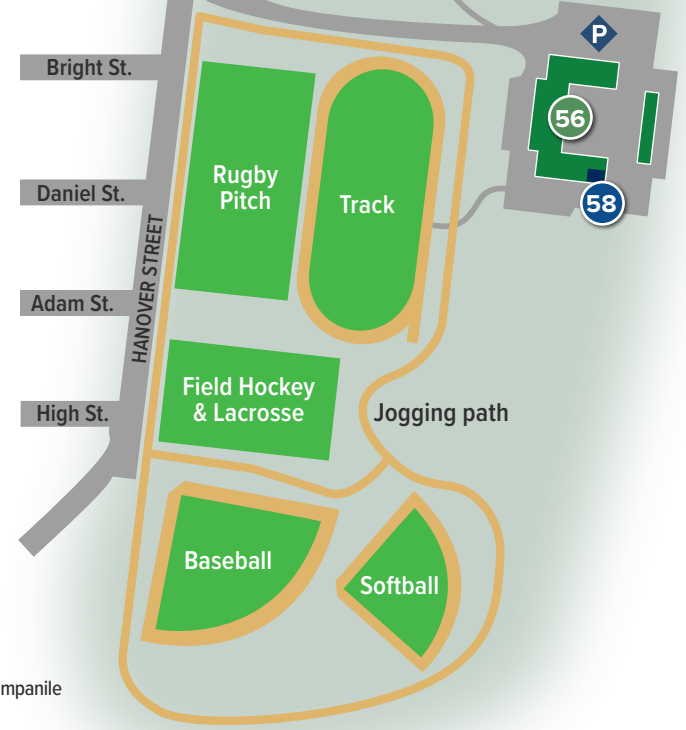 P
Bright St.
56
Rugby
Pitch
Track
Daniel St.
58
HANOVER STREET
Adam St.
Field Hockey
& Lacrosse
High St.
Jogging path
Baseball
Softball
mpanile